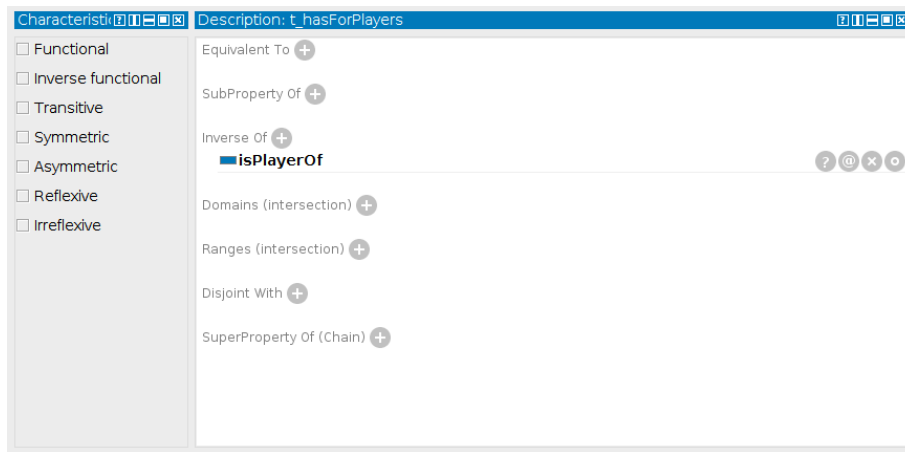 Characteristi
Description: t_hasForPlayers
Functional
Inverse functional
Transitive
Symmetric
Asymmetric
Reflexive
Irreflexive
Equivalent To
SubProperty Of
Inverse Of
isPlayerOf
Domains (intersection)
Ranges (intersection)
Disjoint With
SuperProperty Of (Chain)